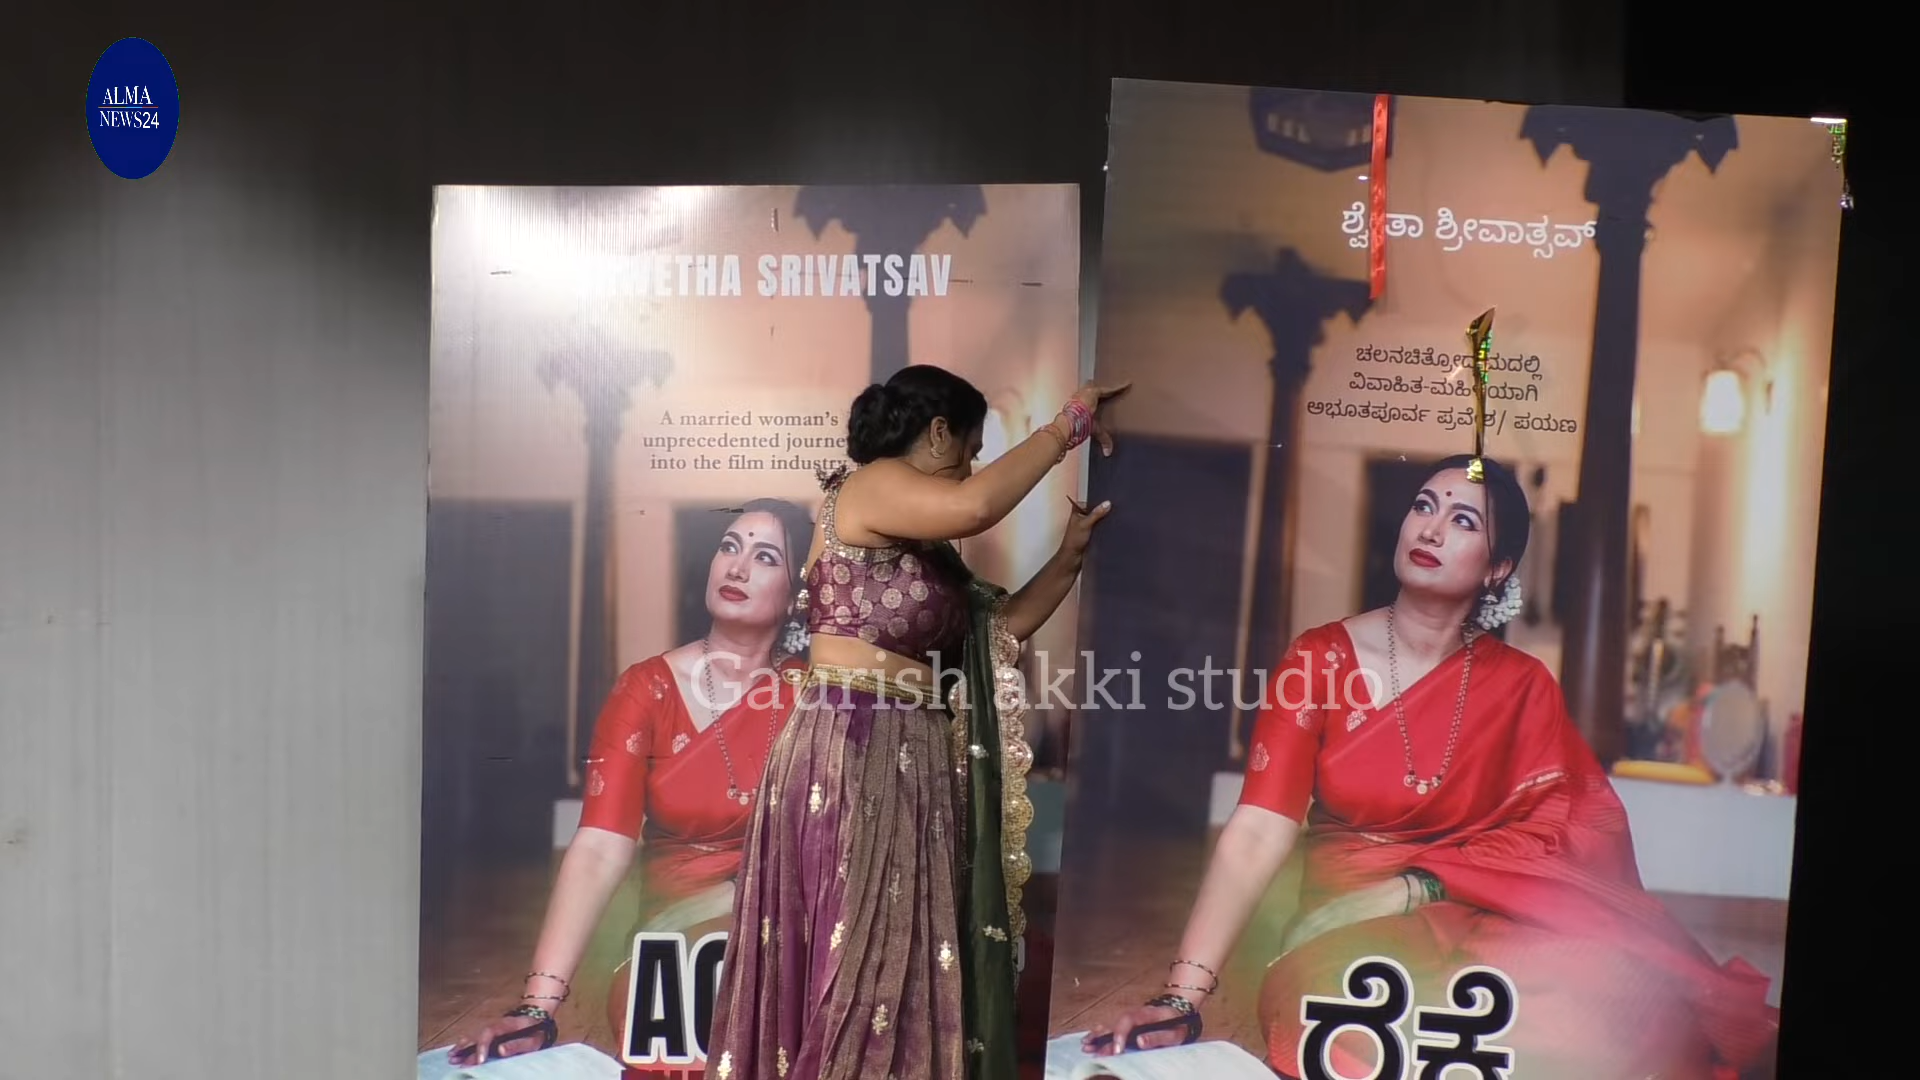 ALMA
NEWS24
SRIVATSAV
A married woman's
unprecedented
into the film industry
ಶ್ವೇತಾ ಶ್ರೀವಾತ್ಸವ್
ವಿವಾಹಿತ-ಮಹಿಳೆಯಾಗಿ
ಅಭೂತಪೂರ್ವ ಪ್ರವೇಶ/ ಪಯಣ
Gaurish akki studio
ರೆಕ್ಕೆ